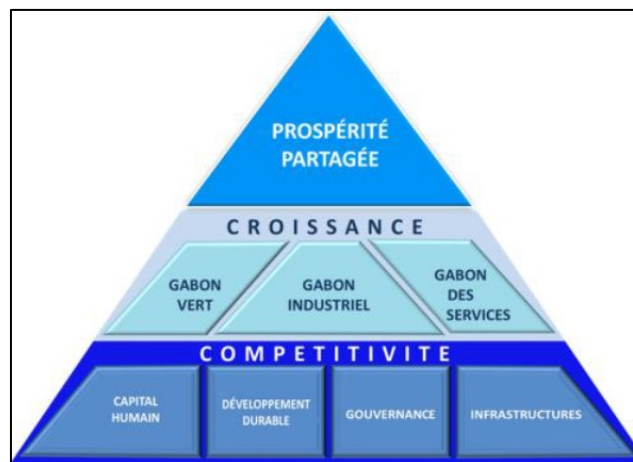 PROSPÉRITÉ
PARTAGÉE
CROISSANCE
GABON
VERT
GABON
INDUSTRIEL
GABON
DES
SERVICES
COMPETITIVITE
CAPITAL
HUMAIN
DÉVELOPPEMENT
DURABLE
GOUVERNANCE
INFRASTRUCTURES